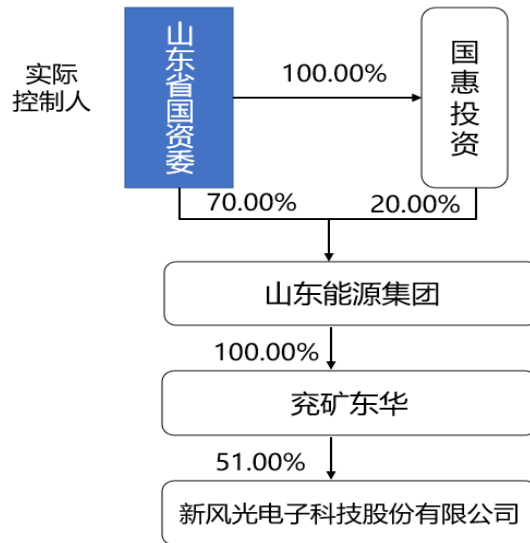 实际
控制人
山东省国资委
100.00%
国惠投资
70.00%
20.00%
山东能源集团
100.00%
兖矿东华
51.00%
新风光电子科技股份有限公司